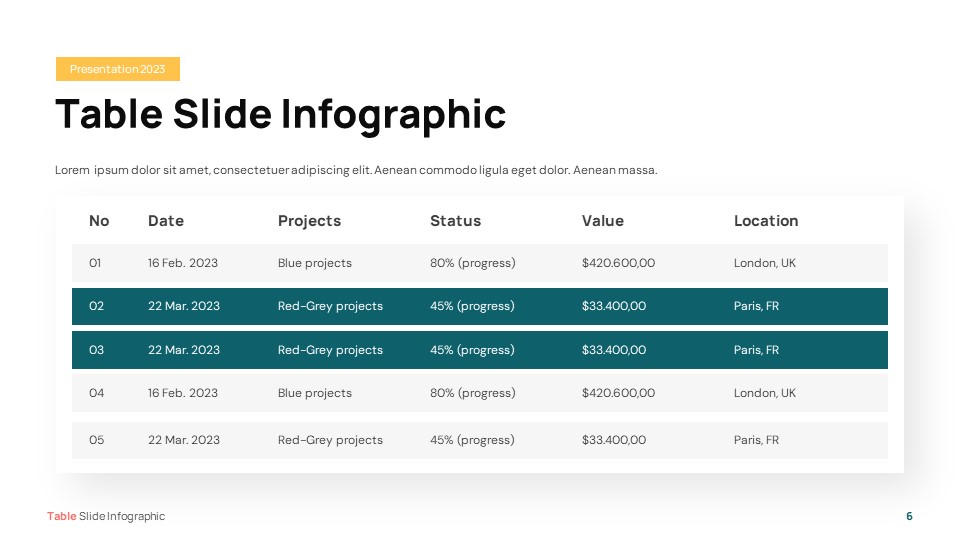 Presentation 2023
Table Slide Infographic
Lorem ipsum dolor sit amet, consectetuer adipiscing elit. Aenean commodo ligula eget dolor. Aenean massa.
No Date Projects Status Value Location
01 16 Feb. 2023 Blue projects 80% (progress) $420.600,00 London, UK
02 22 Mar. 2023 Red-Grey projects 45% (progress) $33.400,00 Paris, FR
03 22 Mar. 2023 Red-Grey projects 45% (progress) $33.400,00 Paris, FR
04 16 Feb. 2023 Blue projects 80% (progress) $420.600,00 London, UK
05 22 Mar. 2023 Red-Grey projects 45% (progress) $33.400,00 Paris, FR
Table Slide Infographic 6